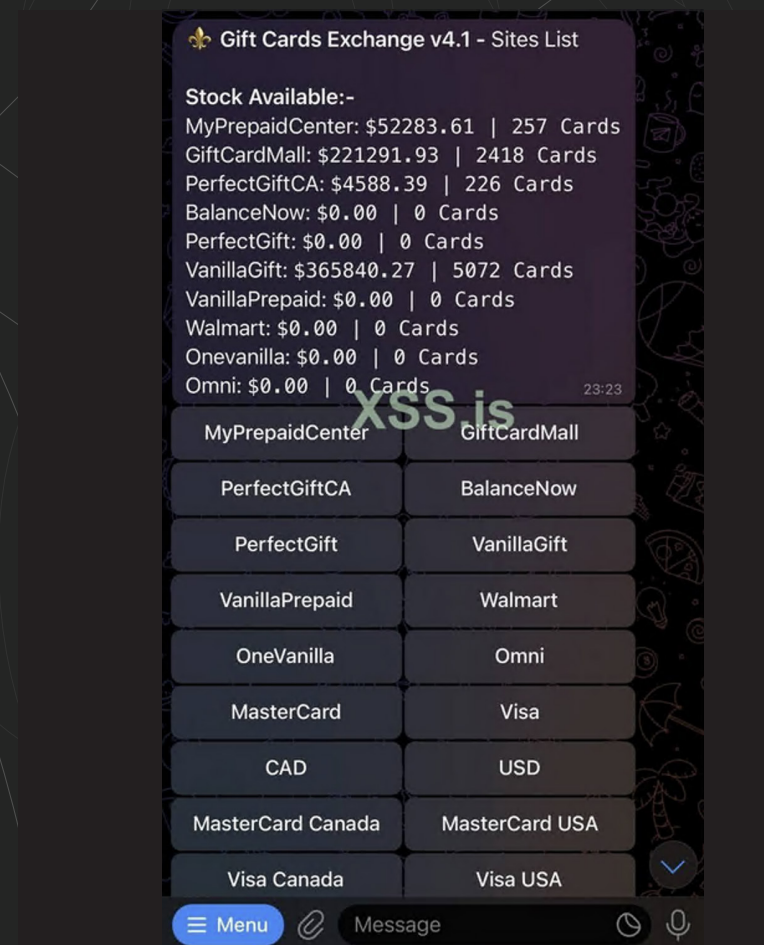 Gift Cards Exchange v4.1 - Sites List
Stock Available:-
MyPrepaidCenter: $52283.61 | 257 Cards
GiftCardMall: $221291.93 | 2418 Cards
PerfectGiftCA: $4588.39 | 226 Cards
BalanceNow: $0.00 | 0 Cards
PerfectGift: $0.00 | 0 Cards
VanillaGift: $365840.27 | 5072 Cards
VanillaPrepaid: $0.00 | 0 Cards
Walmart: $0.00 | 0 Cards
Onevanilla: $0.00 | 0 Cards
Omni: $0.00 | 0 Cards
23:23
XSS.is
MyPrepaidCenter GiftCardMall
PerfectGiftCA BalanceNow
PerfectGift VanillaGift
VanillaPrepaid Walmart
OneVanilla Omni
MasterCard Visa
CAD USD
MasterCard Canada MasterCard USA
Visa Canada Visa USA
Menu Message